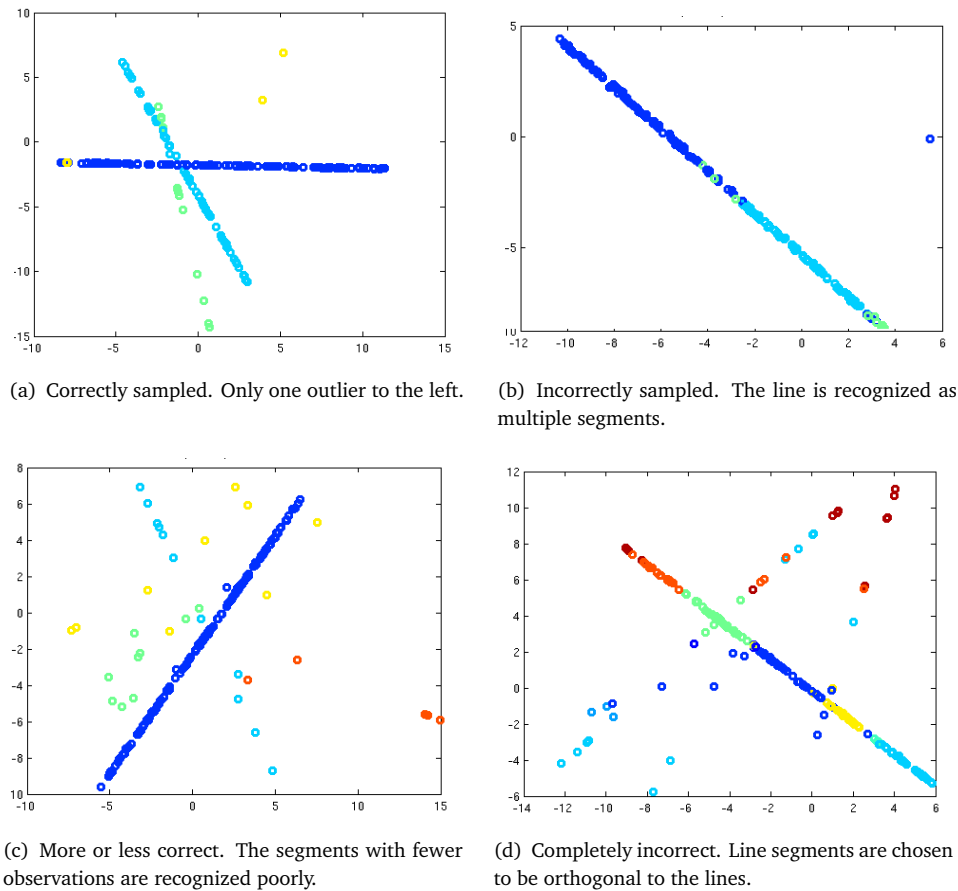 10
5
0
-5
-10
-15
-10 -5 0 5 10 15
(a) Correctly sampled. Only one outlier to the left.
5
0
-5
-12 -10 -8 -6 -4 -2 0 2 4 6
(b) Incorrectly sampled. The line is recognized as
multiple segments.
8
6
4
2
0
-2
-4
-6
-8
10
-10 -5 0 5 10 15
(c) More or less correct. The segments with fewer
observations are recognized poorly.
12
10
8
6
4
2
0
-2
-4
-6
-14 -12 -10 -8 -6 -4 -2 0 2 4 6
(d) Completely incorrect. Line segments are chosen
to be orthogonal to the lines.